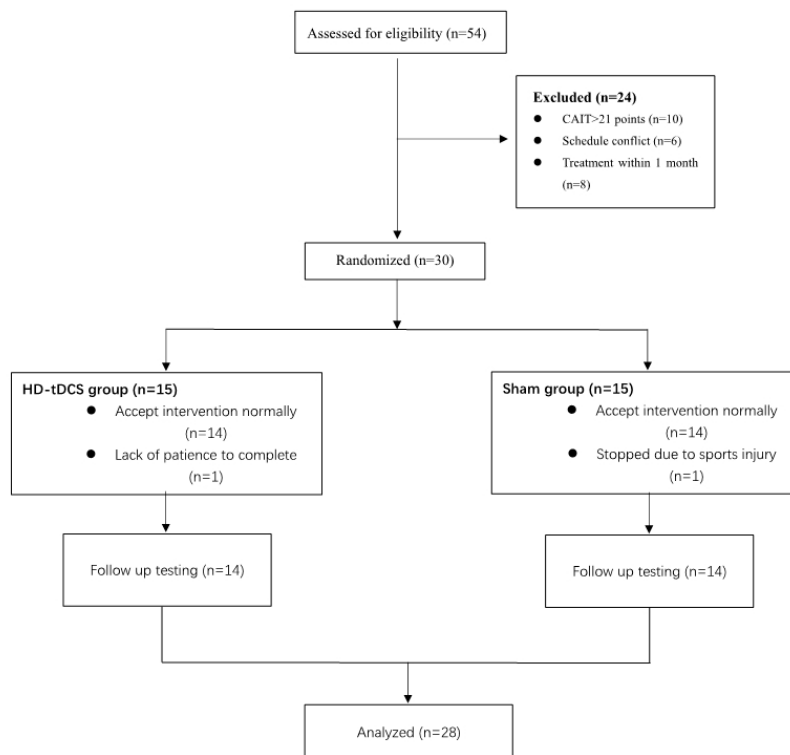 Assessed for eligibility (n=54)
Excluded (n=24)
● CAIT>21 points (n=10)
● Schedule conflict (n=6)
● Treatment within 1 month
(n=8)
Randomized (n=30)
HD-tDCS group (n=15)
● Accept intervention normally
(n=14)
● Lack of patience to complete
(n=1)
Sham group (n=15)
● Accept intervention normally
(n=14)
● Stopped due to sports injury
(n=1)
Follow up testing (n=14)
Follow up testing (n=14)
Analyzed (n=28)